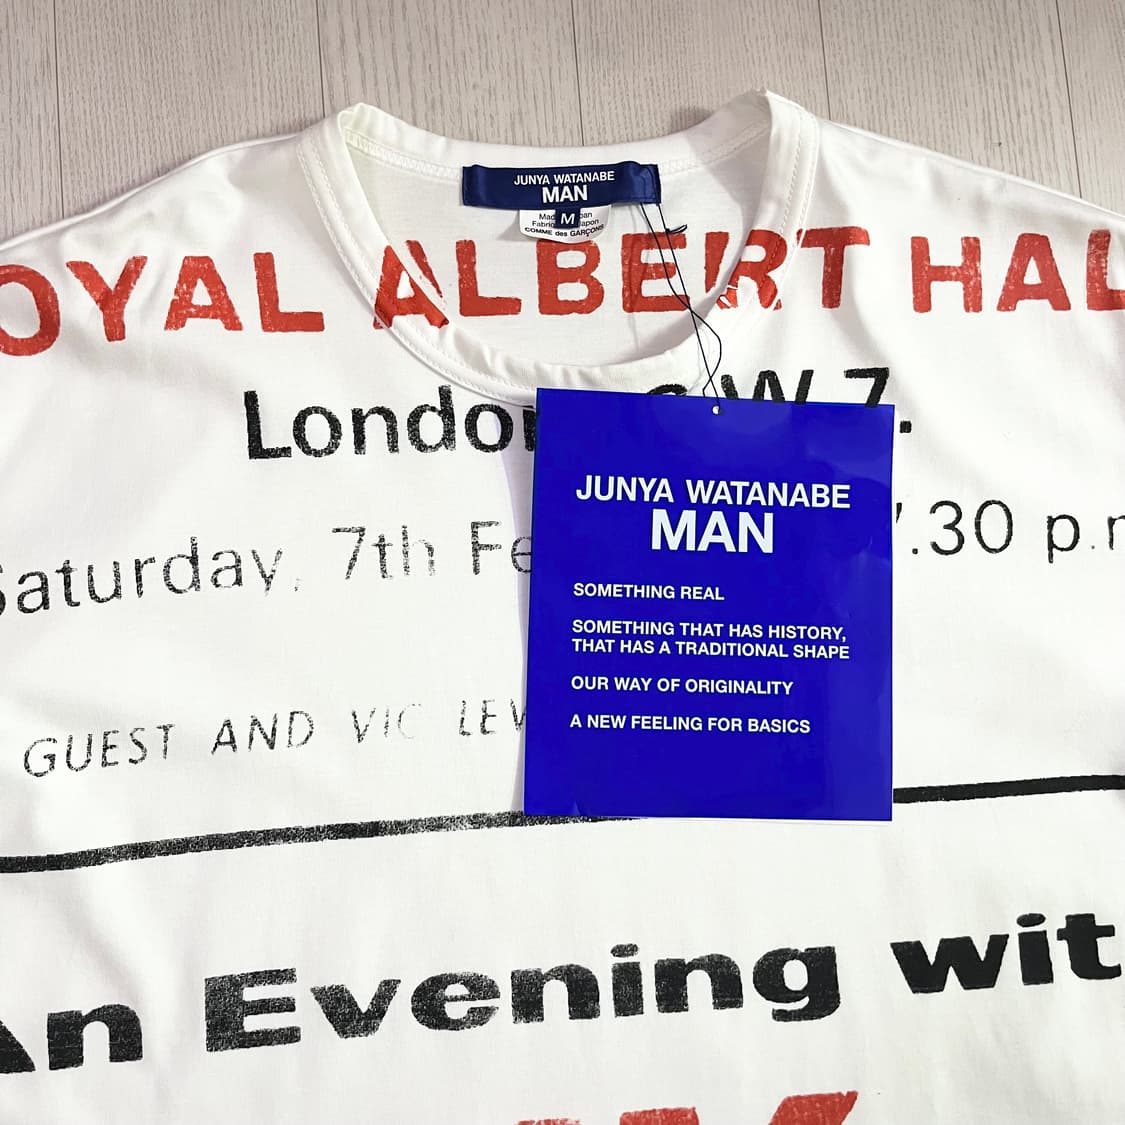 JUNYA WATANABE
MAN
M
COMME des GARÇONS
OYAL ALBERT HAL
London W.7.
Saturday, 7th Fe .30 p.m
GUEST AND VIC LEV
JUNYA WATANABE
MAN
SOMETHING REAL
SOMETHING THAT HAS HISTORY,
THAT HAS A TRADITIONAL SHAPE
OUR WAY OF ORIGINALITY
A NEW FEELING FOR BASICS
An Evening wit